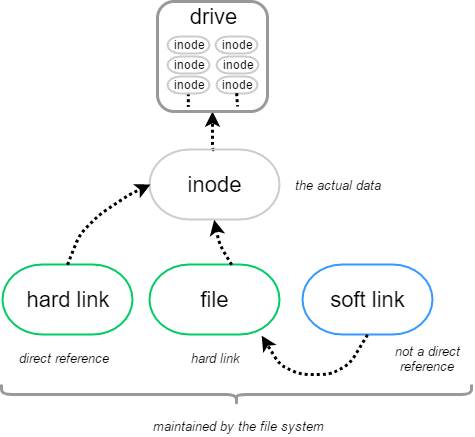 drive
inode inode
inode inode
inode inode
inode
the actual data
hard link
file
soft link
direct reference
hard link
not a direct
reference
maintained by the file system